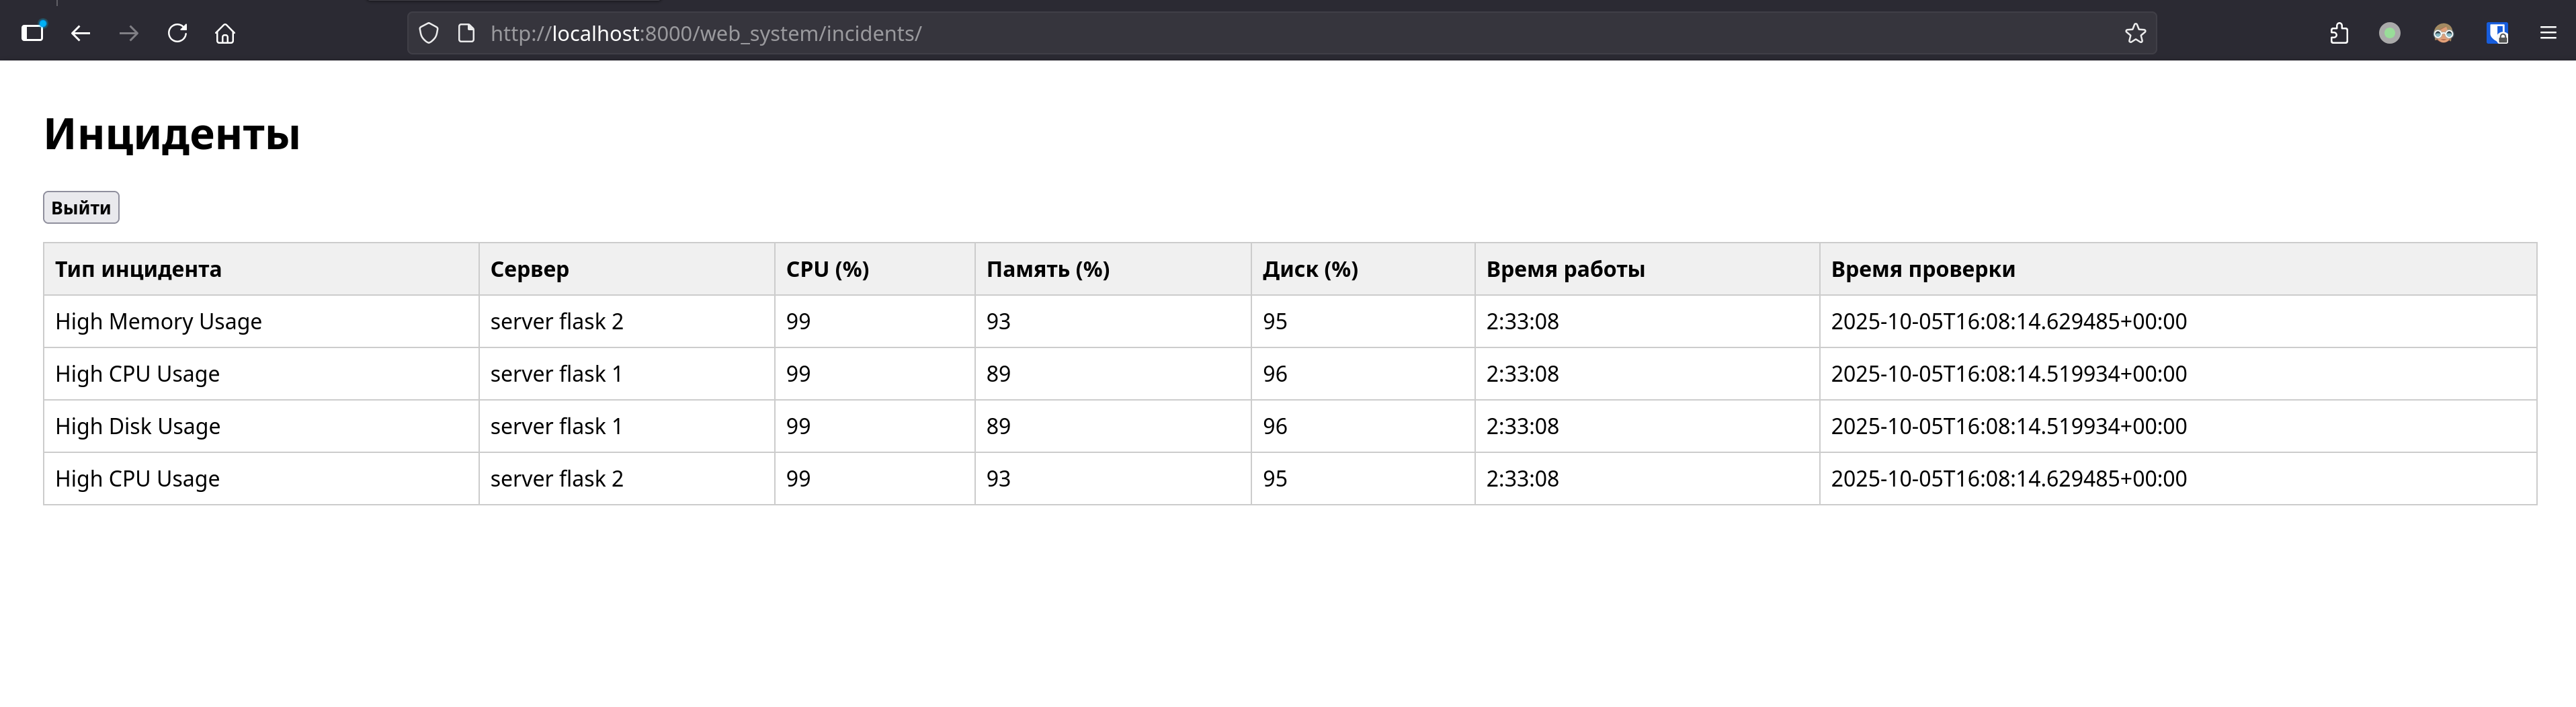 http://localhost:8000/web_system/incidents/
Инциденты
Выйти
Тип инцидента Сервер CPU (%) Память (%) Диск (%) Время работы Время проверки
High Memory Usage server flask 2 99 93 95 2:33:08 2025-10-05T16:08:14.629485+00:00
High CPU Usage server flask 1 99 89 96 2:33:08 2025-10-05T16:08:14.519934+00:00
High Disk Usage server flask 1 99 89 96 2:33:08 2025-10-05T16:08:14.519934+00:00
High CPU Usage server flask 2 99 93 95 2:33:08 2025-10-05T16:08:14.629485+00:00